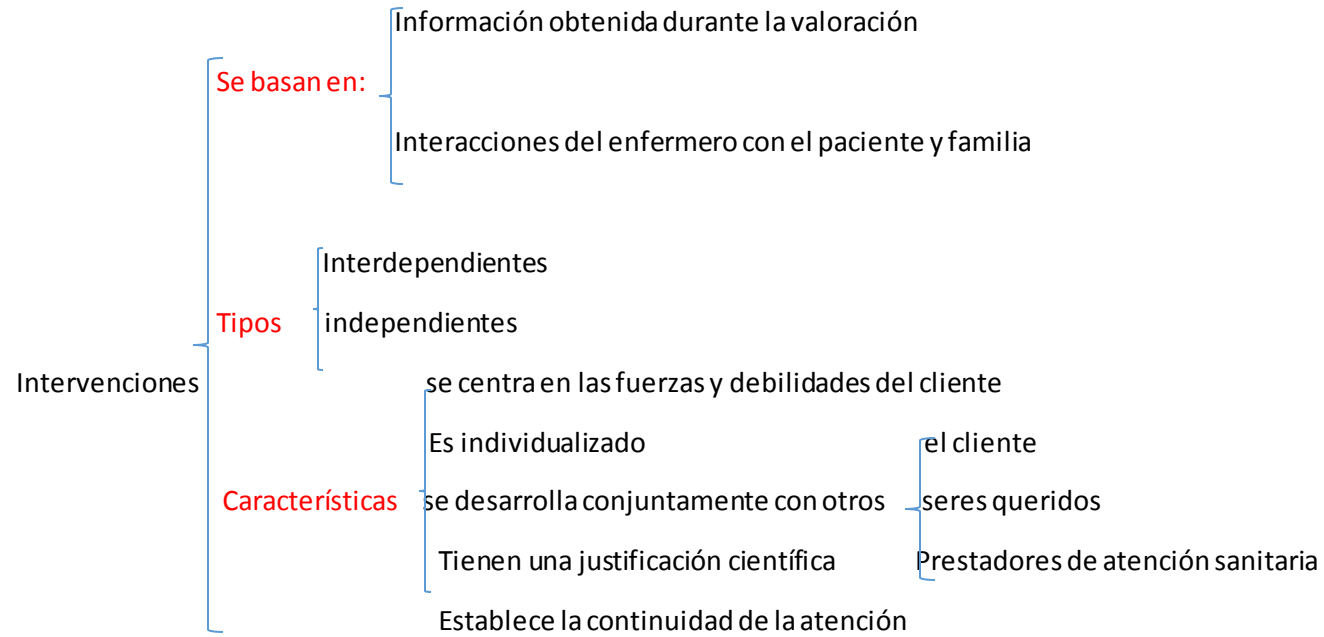 Información obtenida durante la valoración
Se basan en:
Interacciones del enfermero con el paciente y familia
Interdependientes
Tipos
independientes
Intervenciones
se centra en las fuerzas y debilidades del cliente
Es individualizado
el cliente
Características
se desarrolla conjuntamente con otros
seres queridos
Tienen una justificación científica
Prestadores de atención sanitaria
Establece la continuidad de la atención